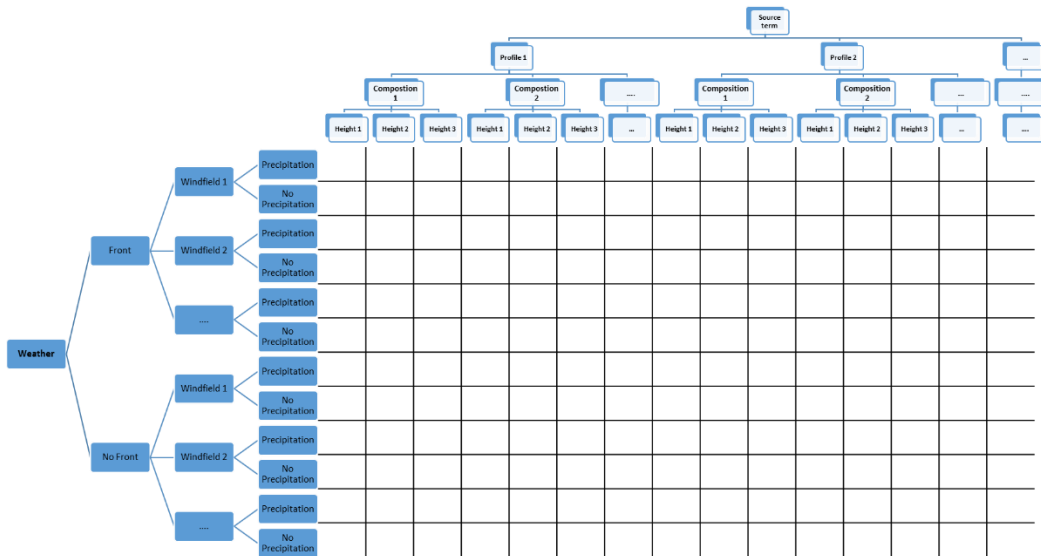 Source
term
Profile 1
Profile 2
...
Compostion
1
Compostion
2
....
Compostion
1
Compostion
2
...
....
Height 1
Height 2
Height 3
Height 1
Height 2
Height 3
...
Height 1
Height 2
Height 3
Height 1
Height 2
Height 3
...
....
Weather
Front
Windfield 1
Precipitation
No
Precipitation
Windfield 2
Precipitation
No
Precipitation
....
Precipitation
No
Precipitation
No Front
Windfield 1
Precipitation
No
Precipitation
Windfield 2
Precipitation
No
Precipitation
....
Precipitation
No
Precipitation